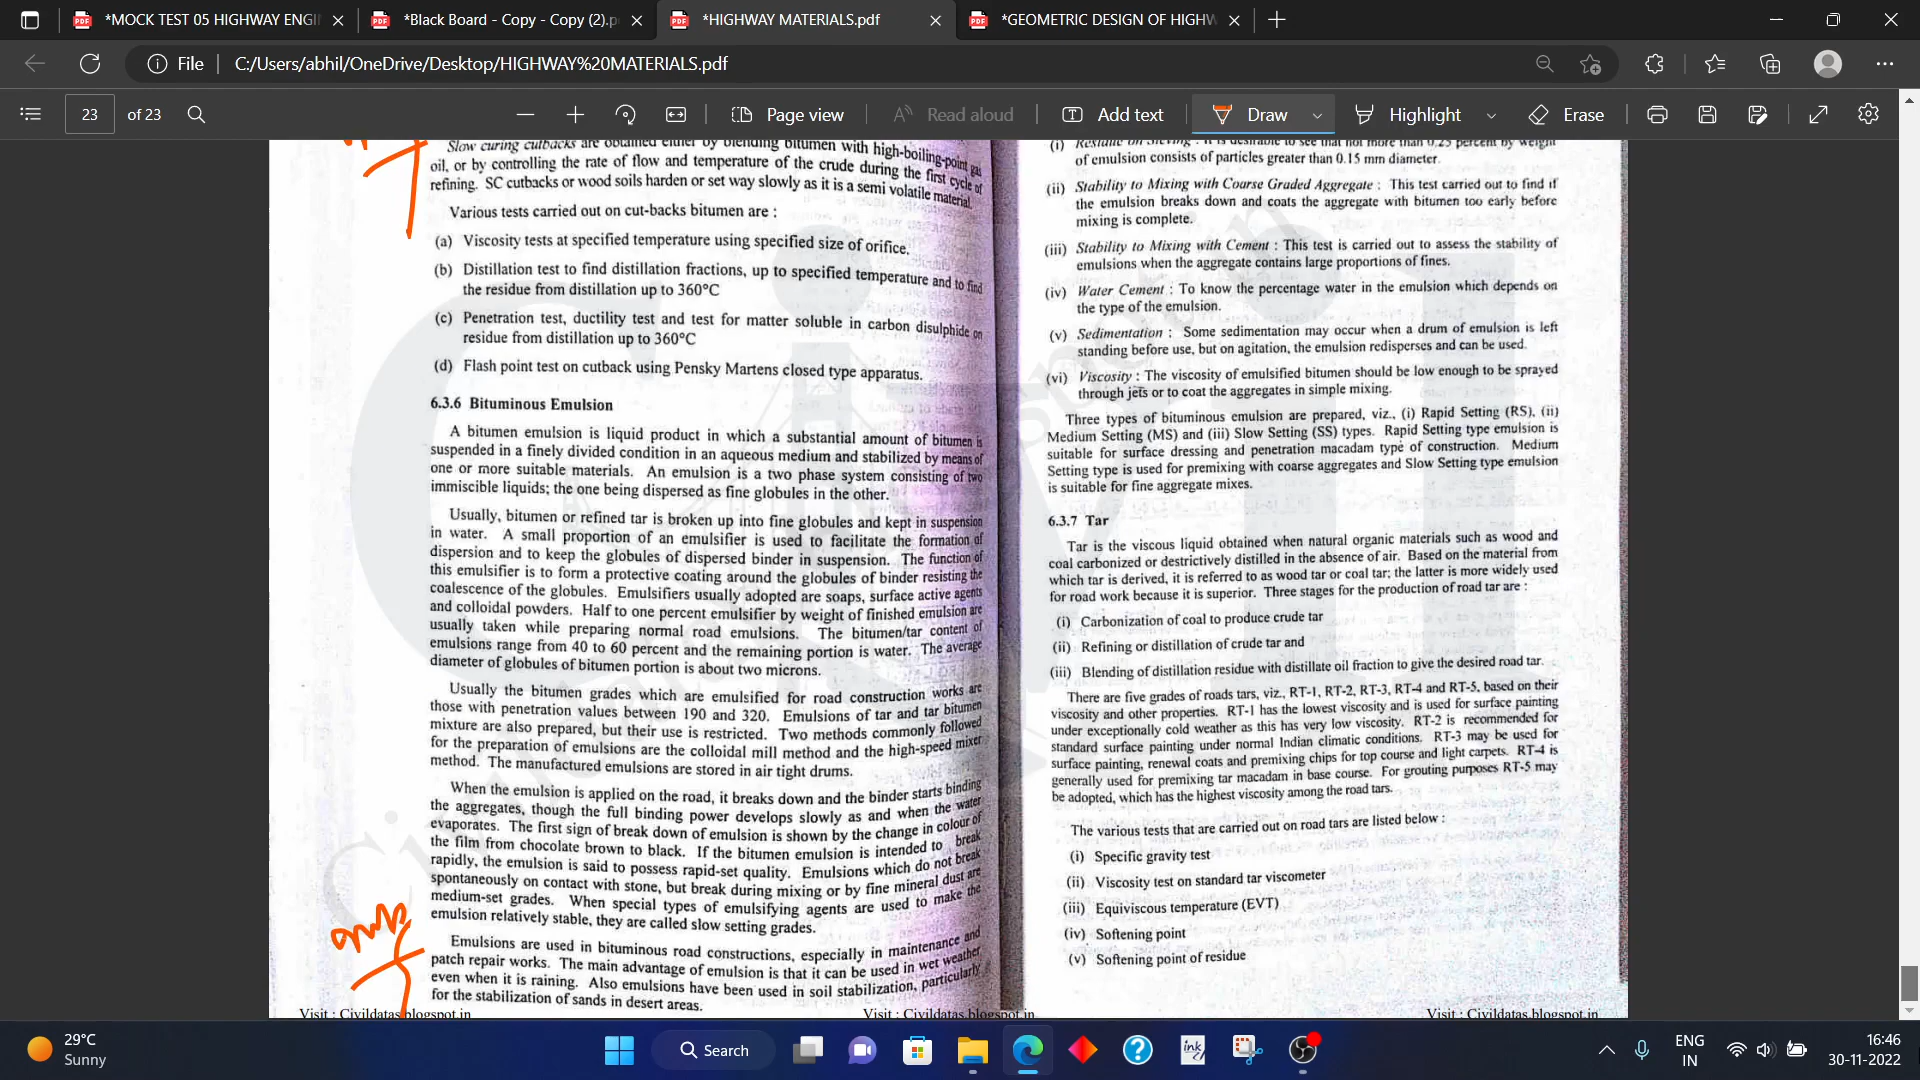 *MOCK TEST 05 HIGHWAY ENGI
*Black Board - Copy - Copy (2).p
*HIGHWAY MATERIALS.pdf
*GEOMETRIC DESIGN OF HIGHW
File
C:/Users/abhil/OneDrive/Desktop/HIGHWAY%20MATERIALS.pdf
23 of 23
Page view
Read aloud
Add text
Draw
Highlight
Erase
Slow curing cutbacks are obtained either by blending bitumen with high-boiling-point gas
oil, or by controlling the rate of flow and temperature of the crude during the first cycle of
refining. SC cutbacks or wood soils harden or set way slowly as it is a semi volatile material.
Various tests carried out on cut-backs bitumen are :
(a) Viscosity tests at specified temperature using specified size of orifice.
(b) Distillation test to find distillation fractions, up to specified temperature and to find
the residue from distillation up to 360°C
(c) Penetration test, ductility test and test for matter soluble in carbon disulphide on
residue from distillation up to 360°C
(d) Flash point test on cutback using Pensky Martens closed type apparatus.
6.3.6 Bituminous Emulsion
A bitumen emulsion is liquid product in which a substantial amount of bitumen is
suspended in a finely divided condition in an aqueous medium and stabilized by means of
one or more suitable materials. An emulsion is a two phase system consisting of two
immiscible liquids; the one being dispersed as fine globules in the other.
Usually, bitumen or refined tar is broken up into fine globules and kept in suspension
in water. A small proportion of an emulsifier is used to facilitate the formation of
dispersion and to keep the globules of dispersed binder in suspension. The function of
this emulsifier is to form a protective coating around the globules of binder resisting the
coalescence of the globules. Emulsifiers usually adopted are soaps, surface active agents
and colloidal powders. Half to one percent emulsifier by weight of finished emulsion are
usually taken while preparing normal road emulsions. The bitumen/tar content of
emulsions range from 40 to 60 percent and the remaining portion is water. The average
diameter of globules of bitumen portion is about two microns.
Usually the bitumen grades which are emulsified for road construction works are
those with penetration values between 190 and 320. Emulsions of tar and tar bitumen
mixture are also prepared, but their use is restricted. Two methods commonly followed
for the preparation of emulsions are the colloidal mill method and the high-speed mixer
method. The manufactured emulsions are stored in air tight drums.
When the emulsion is applied on the road, it breaks down and the binder starts binding
the aggregates, though the full binding power develops slowly as and when the water
evaporates. The first sign of break down of emulsion is shown by the change in colour of
the film from chocolate brown to black. If the bitumen emulsion is intended to break
rapidly, the emulsion is said to possess rapid-set quality. Emulsions which do not break
spontaneously on contact with stone, but break during mixing or by fine mineral dust are
medium-set grades. When special types of emulsifying agents are used to make the
emulsion relatively stable, they are called slow setting grades.
Emulsions are used in bituminous road constructions, especially in maintenance and
patch repair works. The main advantage of emulsion is that it can be used in wet weather
even when it is raining. Also emulsions have been used in soil stabilization, particularly
for the stabilization of sands in desert areas.
(i) Residue on Sieving : It is desirable to see that not more than 0.25 percent by weight
of emulsion consists of particles greater than 0.15 mm diameter.
(ii) Stability to Mixing with Coarse Graded Aggregate : This test carried out to find if
the emulsion breaks down and coats the aggregate with bitumen too early before
mixing is complete.
(iii) Stability to Mixing with Cement : This test is carried out to assess the stability of
emulsions when the aggregate contains large proportions of fines.
(iv) Water Cement : To know the percentage water in the emulsion which depends on
the type of the emulsion.
(v) Sedimentation : Some sedimentation may occur when a drum of emulsion is left
standing before use, but on agitation, the emulsion redisperses and can be used.
(vi) Viscosity : The viscosity of emulsified bitumen should be low enough to be sprayed
through jets or to coat the aggregates in simple mixing.
Three types of bituminous emulsion are prepared, viz., (i) Rapid Setting (RS), (ii)
Medium Setting (MS) and (iii) Slow Setting (SS) types. Rapid Setting type emulsion is
suitable for surface dressing and penetration macadam type of construction. Medium
Setting type is used for premixing with coarse aggregates and Slow Setting type emulsion
is suitable for fine aggregate mixes.
6.3.7 Tar
Tar is the viscous liquid obtained when natural organic materials such as wood and
coal carbonized or destrictively distilled in the absence of air. Based on the material from
which tar is derived, it is referred to as wood tar or coal tar; the latter is more widely used
for road work because it is superior. Three stages for the production of road tar are :
(i) Carbonization of coal to produce crude tar
(ii) Refining or distillation of crude tar and
(iii) Blending of distillation residue with distillate oil fraction to give the desired road tar.
There are five grades of roads tars, viz., RT-1, RT-2, RT-3, RT-4 and RT-5, based on their
viscosity and other properties. RT-1 has the lowest viscosity and is used for surface painting
under exceptionally cold weather as this has very low viscosity. RT-2 is recommended for
standard surface painting under normal Indian climatic conditions. RT-3 may be used for
surface painting, renewal coats and premixing chips for top course and light carpets. RT-4 is
generally used for premixing tar macadam in base course. For grouting purposes RT-5 may
be adopted, which has the highest viscosity among the road tars.
The various tests that are carried out on road tars are listed below :
(i) Specific gravity test
(ii) Viscosity test on standard tar viscometer
(iii) Equiviscous temperature (EVT)
(iv) Softening point
(v) Softening point of residue
Visit : Civildatas.blogspot.in
Visit : Civildatas.blogspot.in
Visit : Civildatas.blogspot.in
29°C
Sunny
Search
ink
ENG
IN
16:46
30-11-2022